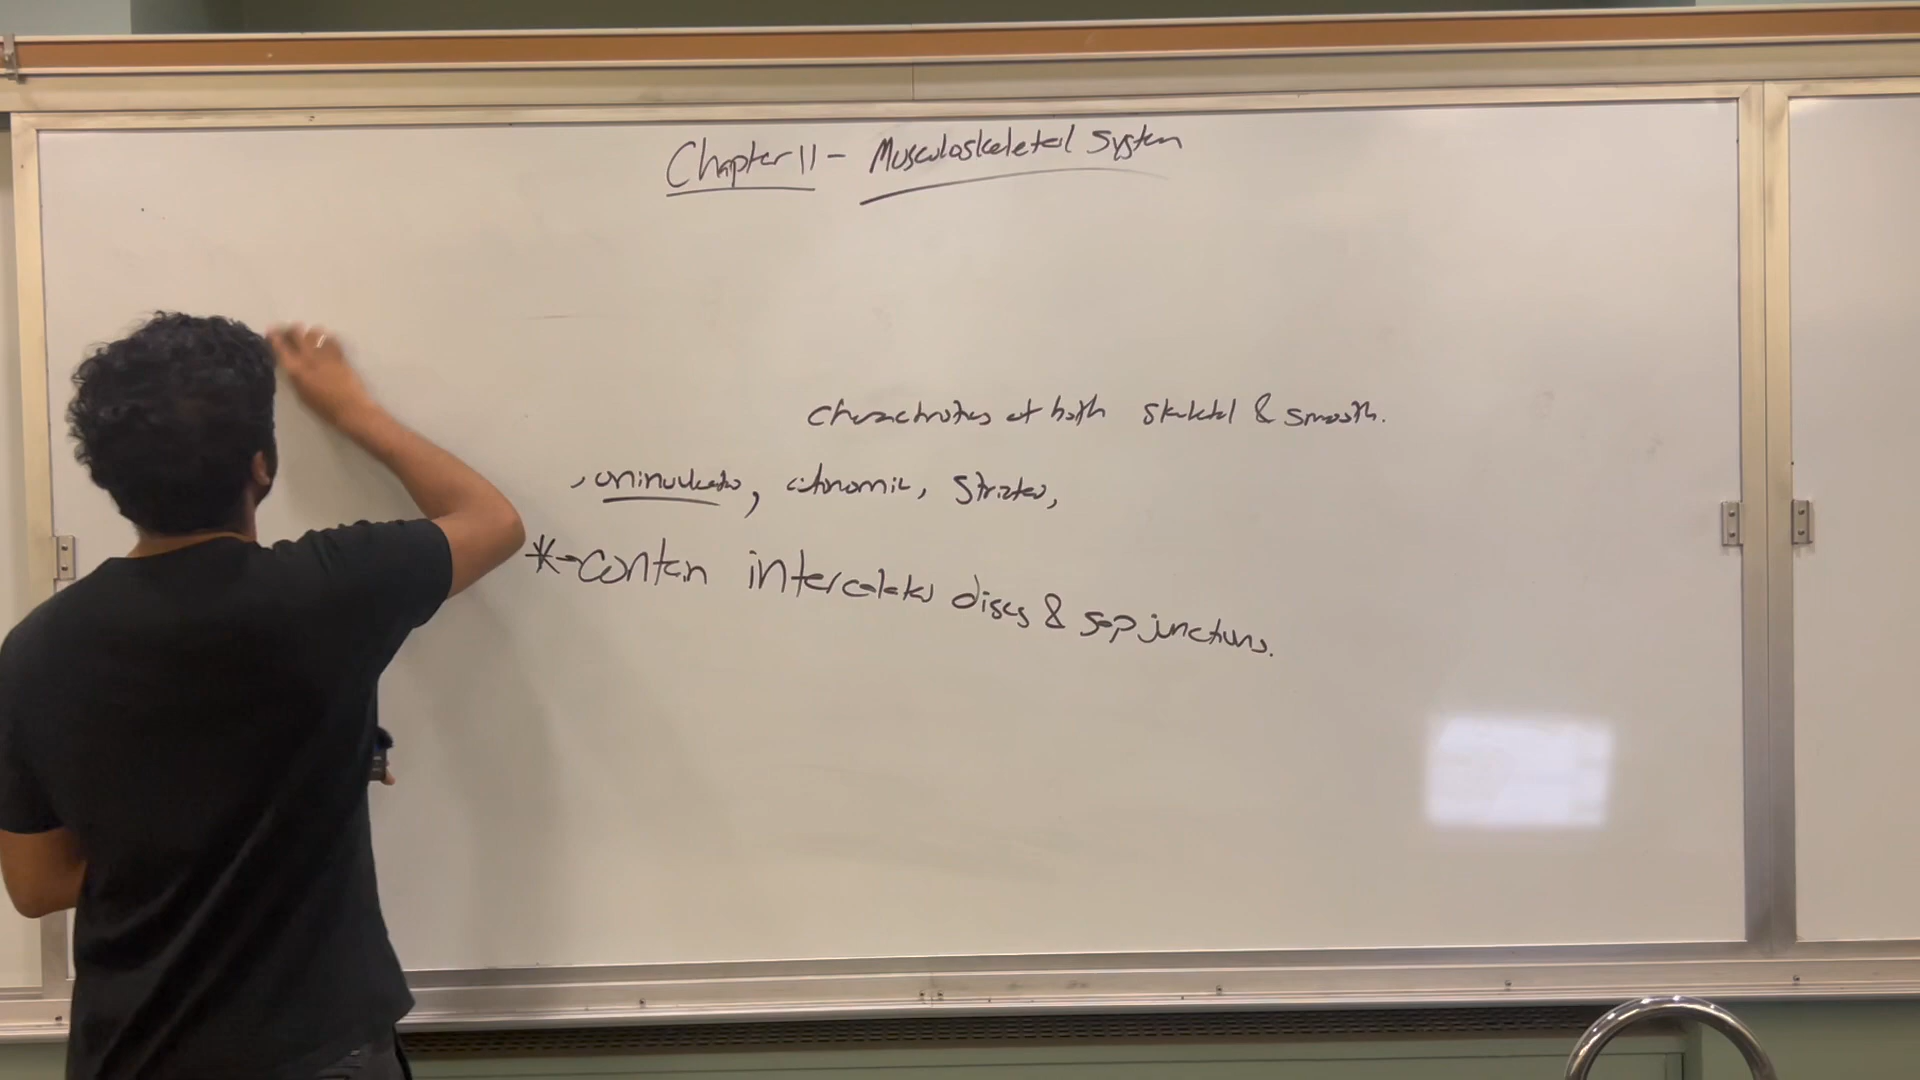 Chapter 11 - Musculoskeletal System
characteristics of both skeletal & smooth.
, uninucleated, autonomic, striated,
*-contain intercalated discs & gap junctions.